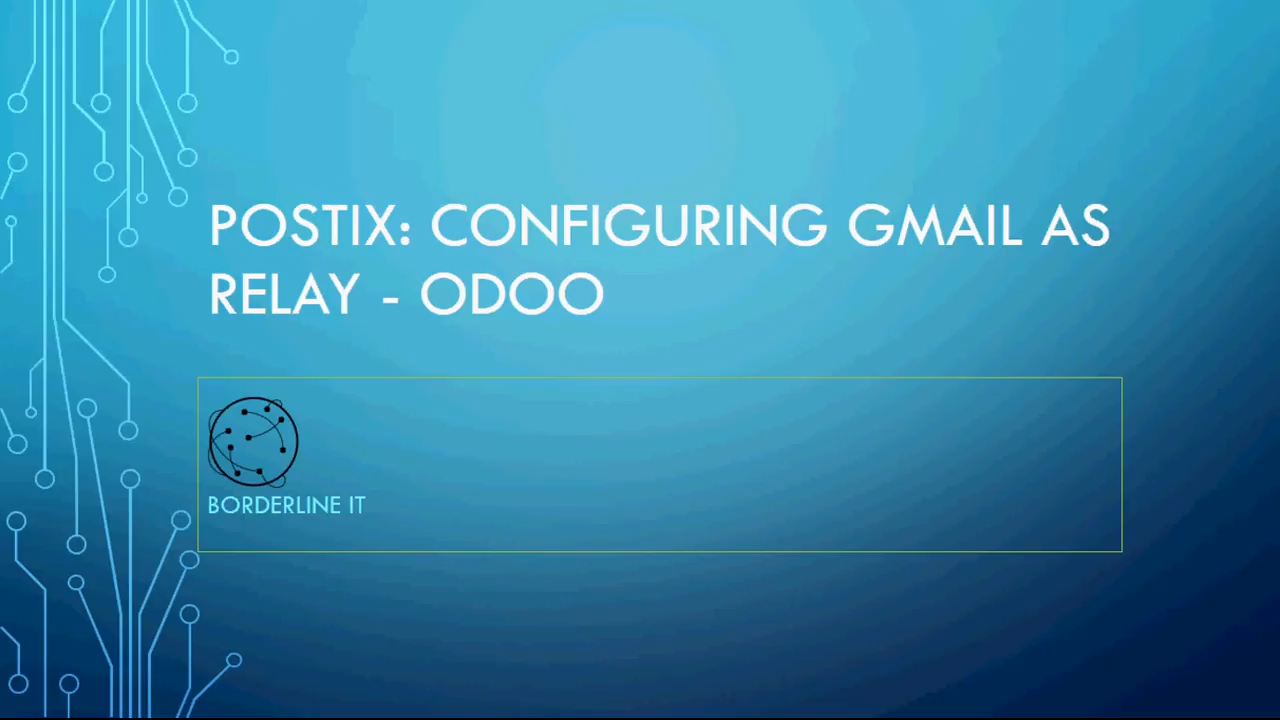 POSTIX: CONFIGURING GMAIL AS
RELAY - ODOO
BORDERLINE IT